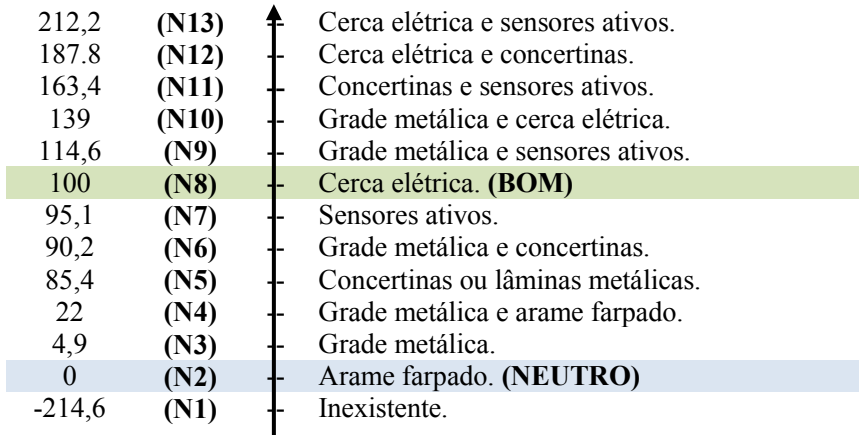 212,2 (N13) Cerca elétrica e sensores ativos.
187.8 (N12) Cerca elétrica e concertinas.
163,4 (N11) Concertinas e sensores ativos.
139 (N10) Grade metálica e cerca elétrica.
114,6 (N9) Grade metálica e sensores ativos.
100 (N8) Cerca elétrica. (BOM)
95,1 (N7) Sensores ativos.
90,2 (N6) Grade metálica e concertinas.
85,4 (N5) Concertinas ou lâminas metálicas.
22 (N4) Grade metálica e arame farpado.
4,9 (N3) Grade metálica.
0 (N2) Arame farpado. (NEUTRO)
-214,6 (N1) Inexistente.